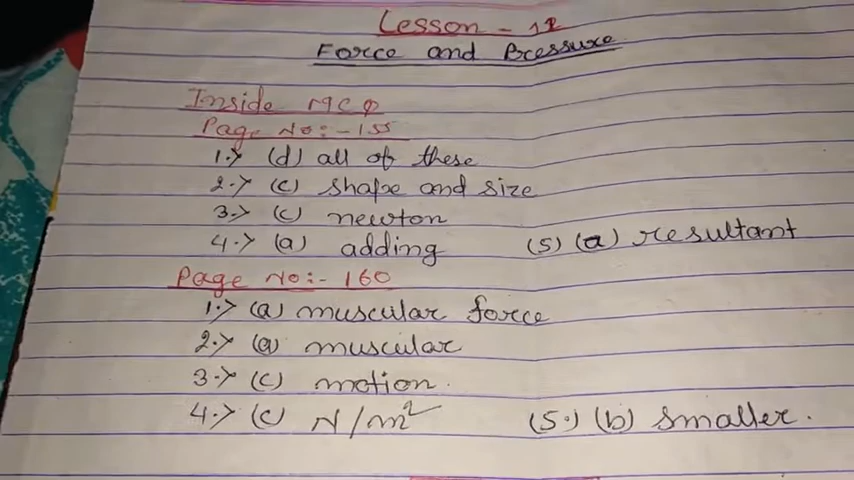 Lesson - 12
Force and Pressure
Inside MCQ
Page No:- 155
1.> (d) all of these
2.> (c) shape and size
3.> (c) newton
4.> (a) adding (5) (a) resultant
Page No:- 160
1.> (a) muscular force
2.> (a) muscular
3.> (c) motion.
4.> (c) N/m² (5.) (b) smaller.